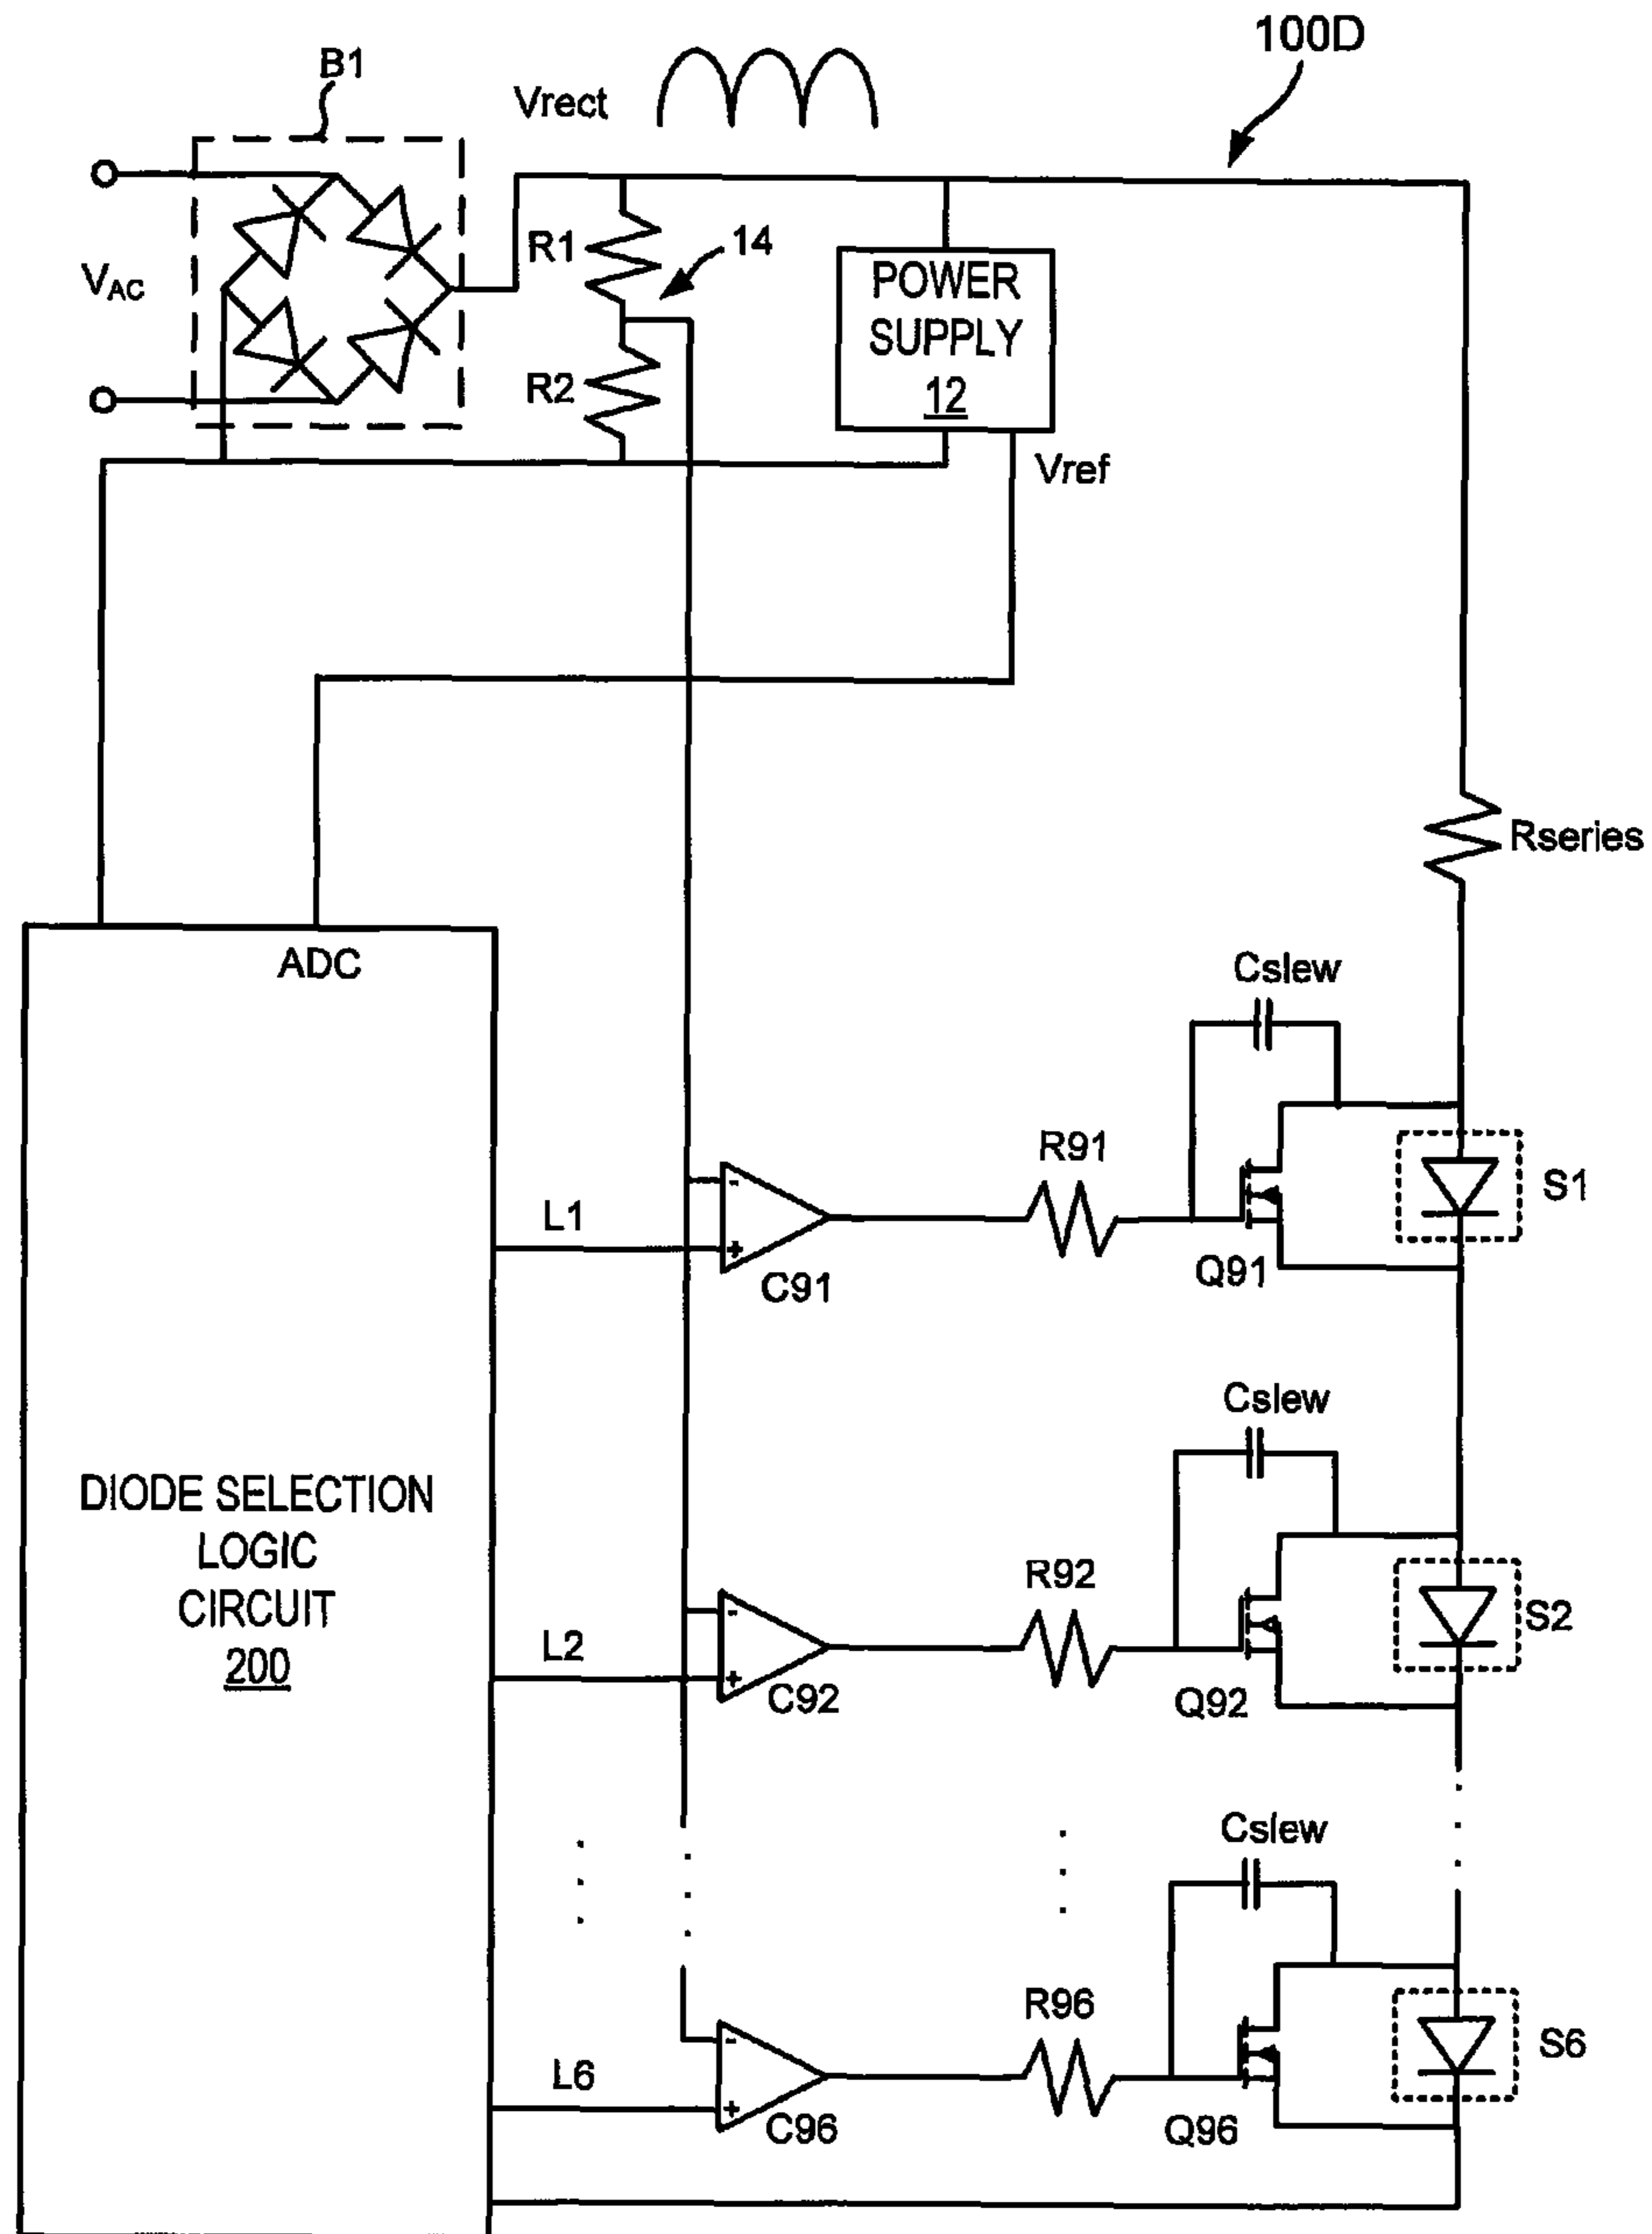 100D
B1
Vrect
VAC
R1
14
R2
POWER
SUPPLY
12
Vref
Rseries
ADC
Cslew
R91
S1
L1
-
+
C91
Q91
Cslew
DIODE SELECTION
LOGIC
CIRCUIT
200
R92
S2
L2
-
+
C92
Q92
Cslew
R96
S6
L6
-
+
C96
Q96